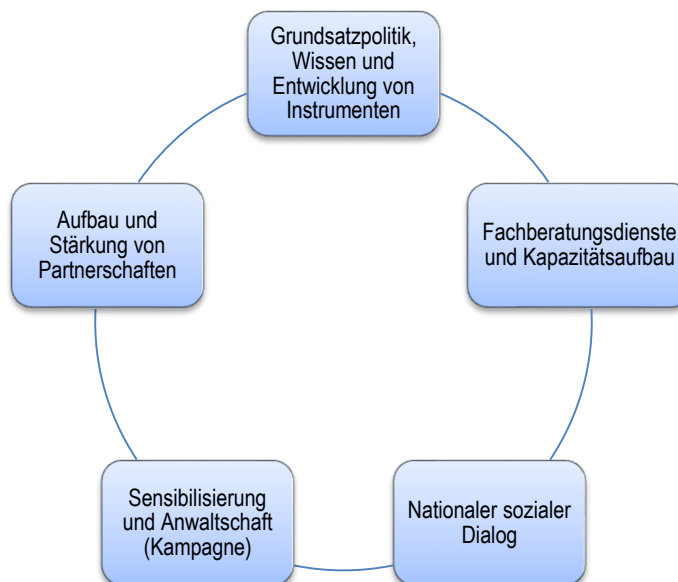 Grundsatzpolitik,
Wissen und
Entwicklung von
Instrumenten
Fachberatungsdienste
und Kapazitätsaufbau
Nationaler sozialer
Dialog
Sensibilisierung
und Anwaltschaft
(Kampagne)
Aufbau und
Stärkung von
Partnerschaften